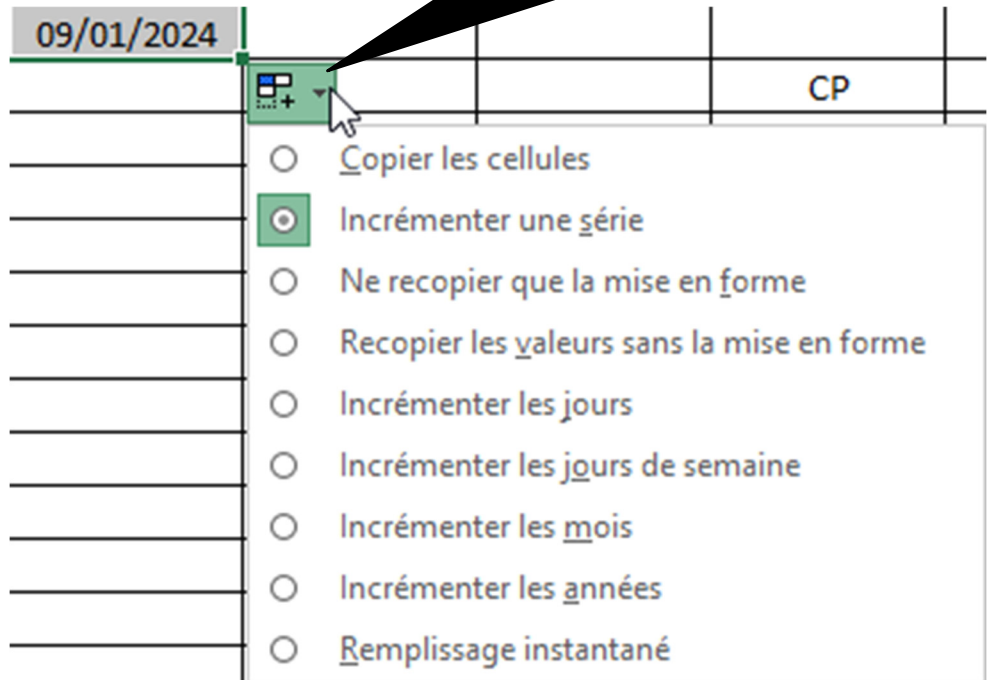 09/01/2024
CP
Copier les cellules
Incrémenter une série
Ne recopier que la mise en forme
Recopier les valeurs sans la mise en forme
Incrémenter les jours
Incrémenter les jours de semaine
Incrémenter les mois
Incrémenter les années
Remplissage instantané